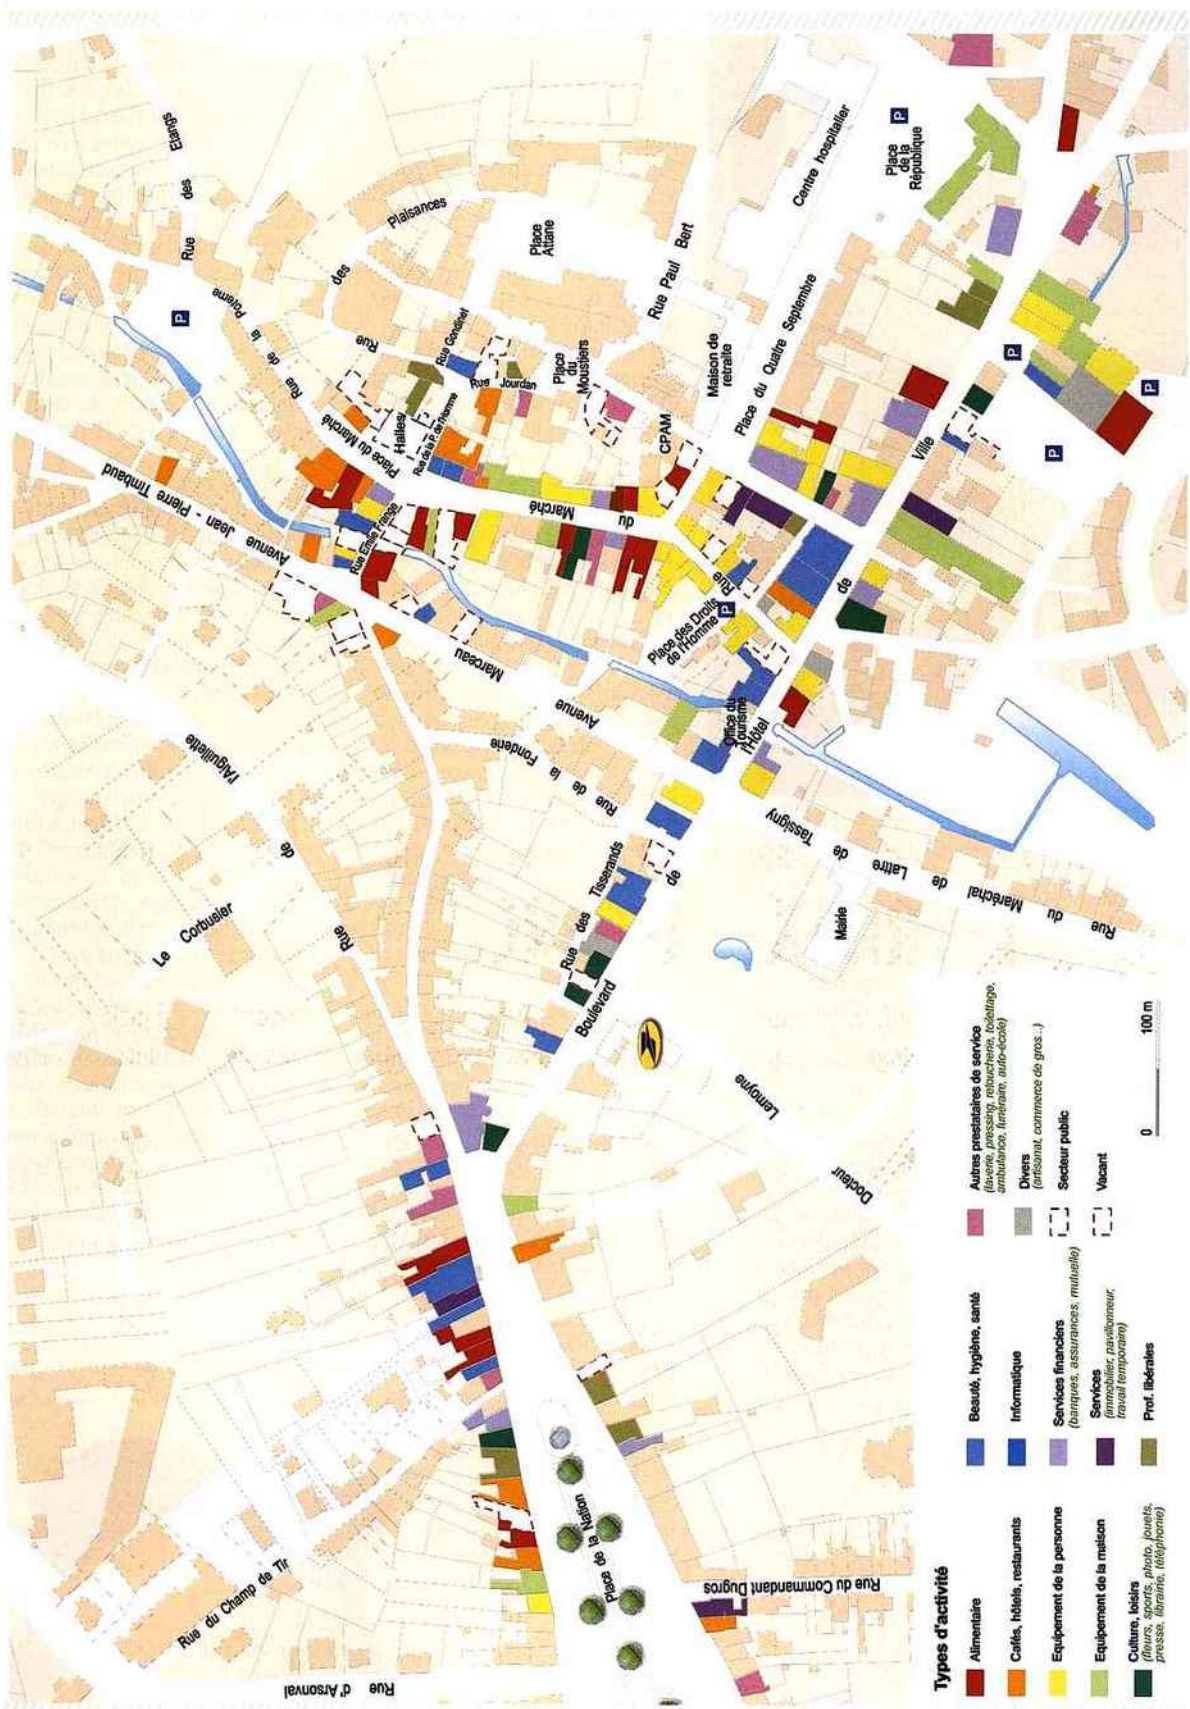 Rue des Etangs
Rue de la Poterne
Rue des Plaisances
Avenue Jean - Pierre Timbaud
P
Place du Marché
Halles
Rue Gondinet
Rue Jourdan
Rue de la P. de l'Homme
Place Attane
Place du Moustiers
Rue Paul Bert
Maison de retraite
CPAM
Centre hospitalier
Place de la République
P
Place du Quatre Septembre
Rue Emile Frange
Rue du Marché
Avenue Marceau
Place des Droits de l'Homme
P
Office du Tourisme
Boulevard de l'Hôtel de Ville
P
P
P
Rue de la Fonderie
Rue des Tisserands
Rue de l'Aiguillette
Le Corbusier
Rue du Maréchal de Lattre de Tassigny
Mairie
Docteur Lemoyne
Rue du Champ de Tir
Rue d'Arsonval
Place de la Nation
Rue du Commandant Dugros
Types d'activité
Alimentaire
Cafés, hôtels, restaurants
Equipement de la personne
Equipement de la maison
Culture, loisirs
(fleurs, sports, photo, jouets,
presse, librairie, téléphonie)
Beauté, hygiène, santé
Informatique
Services financiers
(banques, assurances, mutuelle)
Services
(immobilier, pavillonneur,
travail temporaire)
Prof. libérales
Autres prestataires de service
(laverie, pressing, retoucherie, toilettage,
ambulance, funéraire, auto-école)
Divers
(artisanat, commerce de gros...)
Secteur public
Vacant
0 100 m